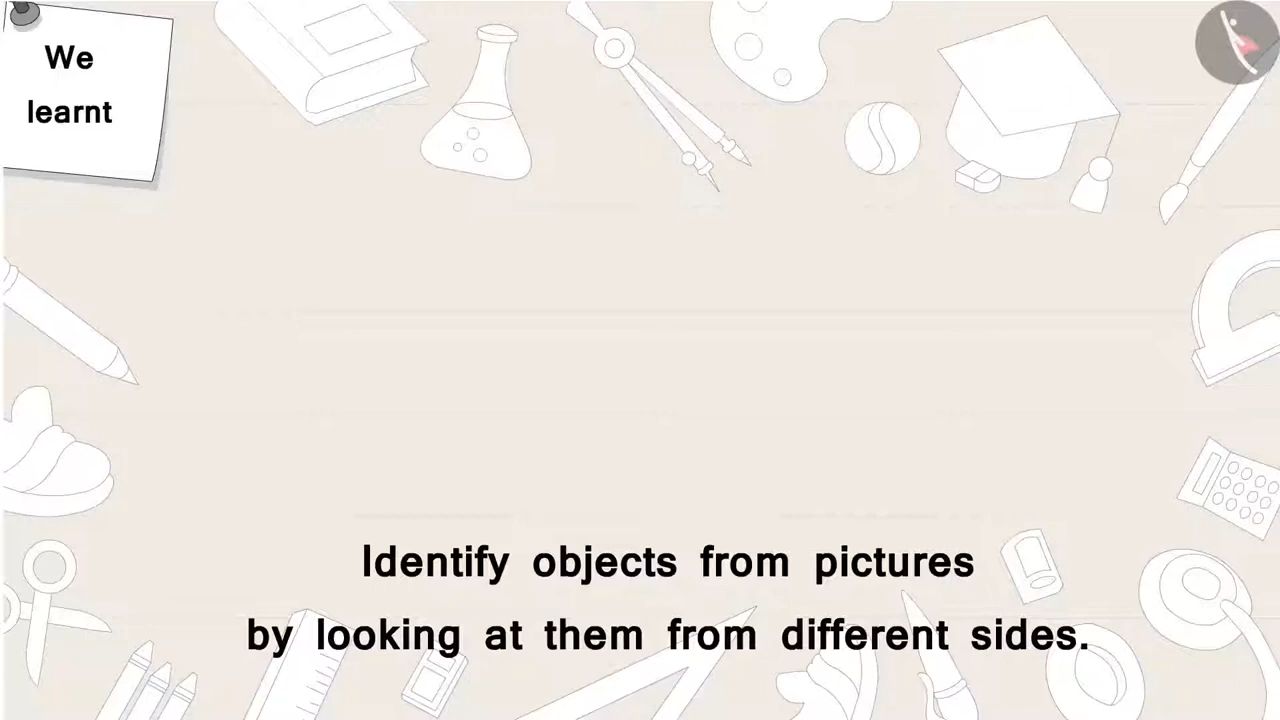 We
learnt
Identify objects from pictures
by looking at them from different sides.